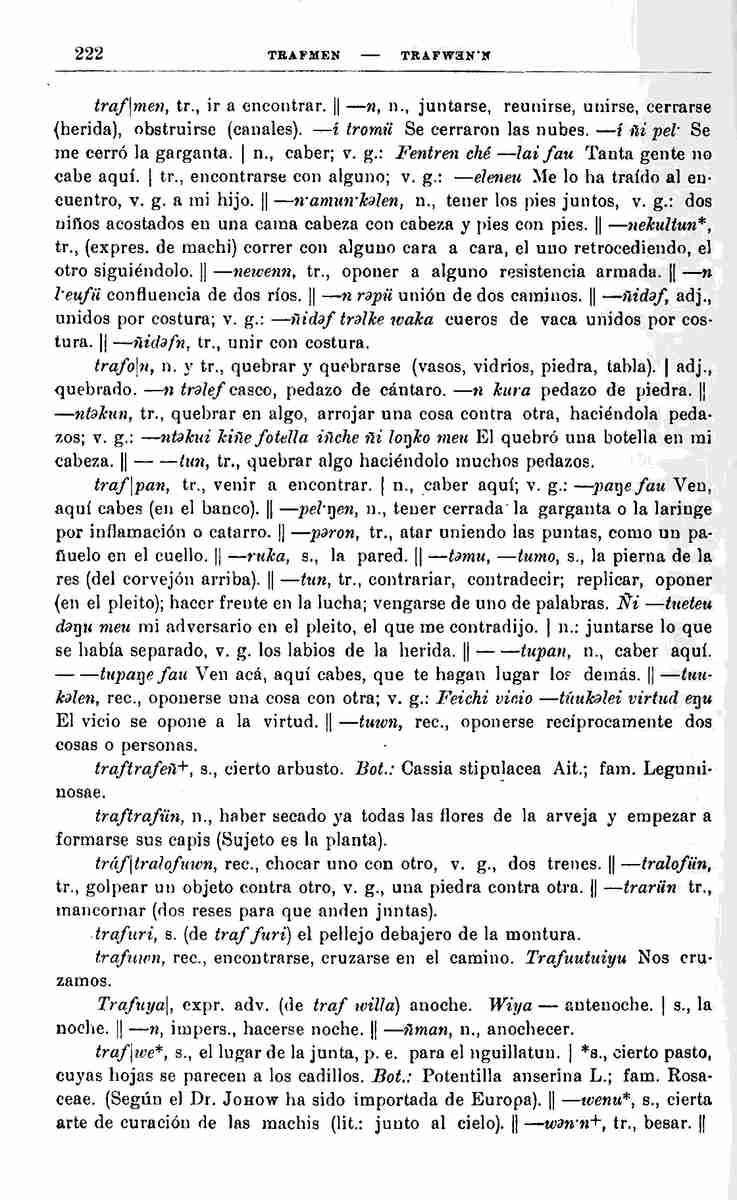 222 TRAFMEN — TRAFWƎN·N
traf|men, tr., ir a encontrar. || —n, n., juntarse, reunirse, unirse, cerrarse
(herida), obstruirse (canales). —í tromü Se cerraron las nubes. —í ñi pel· Se
me cerró la garganta. | n., caber; v. g.: Fentren ché —lai fau Tanta gente no
cabe aquí. | tr., encontrarse con alguno; v. g.: —eleneu Me lo ha traído al en-
cuentro, v. g. a mi hijo. || —n·amun·kəlen, n., tener los pies juntos, v. g.: dos
niños acostados en una cama cabeza con cabeza y pies con pies. || —nekultun*,
tr., (expres. de machi) correr con alguno cara a cara, el uno retrocediendo, el
otro siguiéndolo. || —newenn, tr., oponer a alguno resistencia armada. || —n
l·eufü confluencia de dos ríos. || —n rəpü unión de dos caminos. || —ñidəf, adj.,
unidos por costura; v. g.: —ñidəf trəlke waka cueros de vaca unidos por cos-
tura. || —ñidəfn, tr., unir con costura.
trafo|n, n. y tr., quebrar y quebrarse (vasos, vidrios, piedra, tabla). | adj.,
quebrado. —n trəlef casco, pedazo de cántaro. —n kura pedazo de piedra. ||
—ntəkun, tr., quebrar en algo, arrojar una cosa contra otra, haciéndola peda-
zos; v. g.: —ntəkui kiñe fotella iñche ñi loŋko meu El quebró una botella en mi
cabeza. || — —tun, tr., quebrar algo haciéndolo muchos pedazos.
traf|pan, tr., venir a encontrar. | n., caber aquí; v. g.: —paŋe fau Ven,
aquí cabes (en el banco). || —pel·ŋen, n., tener cerrada la garganta o la laringe
por inflamación o catarro. || —pəron, tr., atar uniendo las puntas, como un pa-
ñuelo en el cuello. || —ruka, s., la pared. || —təmu, —tumo, s., la pierna de la
res (del corvejón arriba). || —tun, tr., contrariar, contradecir; replicar, oponer
(en el pleito); hacer frente en la lucha; vengarse de uno de palabras. Ñi —tueteu
dəŋu meu mi adversario en el pleito, el que me contradijo. | n.: juntarse lo que
se había separado, v. g. los labios de la herida. || — —tupan, n., caber aquí.
— —tupaŋe fau Ven acá, aquí cabes, que te hagan lugar los demás. || —tuu-
kəlen, rec., oponerse una cosa con otra; v. g.: Feichi vicio —túukəlei virtud eŋu
El vicio se opone a la virtud. || —tuwn, rec., oponerse recíprocamente dos
cosas o personas.
traftrafeñ+, s., cierto arbusto. Bot.: Cassia stipulacea Ait.; fam. Legumi-
nosae.
traftrafün, n., haber secado ya todas las flores de la arveja y empezar a
formarse sus capis (Sujeto es la planta).
tráf|tralofuwn, rec., chocar uno con otro, v. g., dos trenes. || —tralofün,
tr., golpear un objeto contra otro, v. g., una piedra contra otra. || —trarün tr.,
mancornar (dos reses para que anden juntas).
trafuri, s. (de traf furi) el pellejo debajero de la montura.
trafuwn, rec., encontrarse, cruzarse en el camino. Trafuutuiyu Nos cru-
zamos.
Trafuya|, expr. adv. (de traf willa) anoche. Wiya — antenoche. | s., la
noche. || —n, impers., hacerse noche. || —ñman, n., anochecer.
traf|we*, s., el lugar de la junta, p. e. para el nguillatun. | *s., cierto pasto,
cuyas hojas se parecen a los cadillos. Bot.: Potentilla anserina L.; fam. Rosa-
ceae. (Según el Dr. JOHOW ha sido importada de Europa). || —wenu*, s., cierta
arte de curación de las machis (lit.: junto al cielo). || —wən·n+, tr., besar. ||